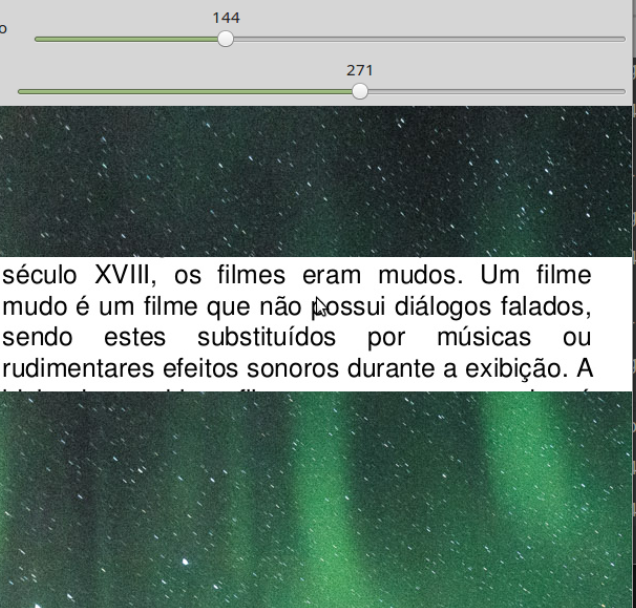 o
144
271
século XVIII, os filmes eram mudos. Um filme
mudo é um filme que não possui diálogos falados,
sendo estes substituídos por músicas ou
rudimentares efeitos sonoros durante a exibição. A